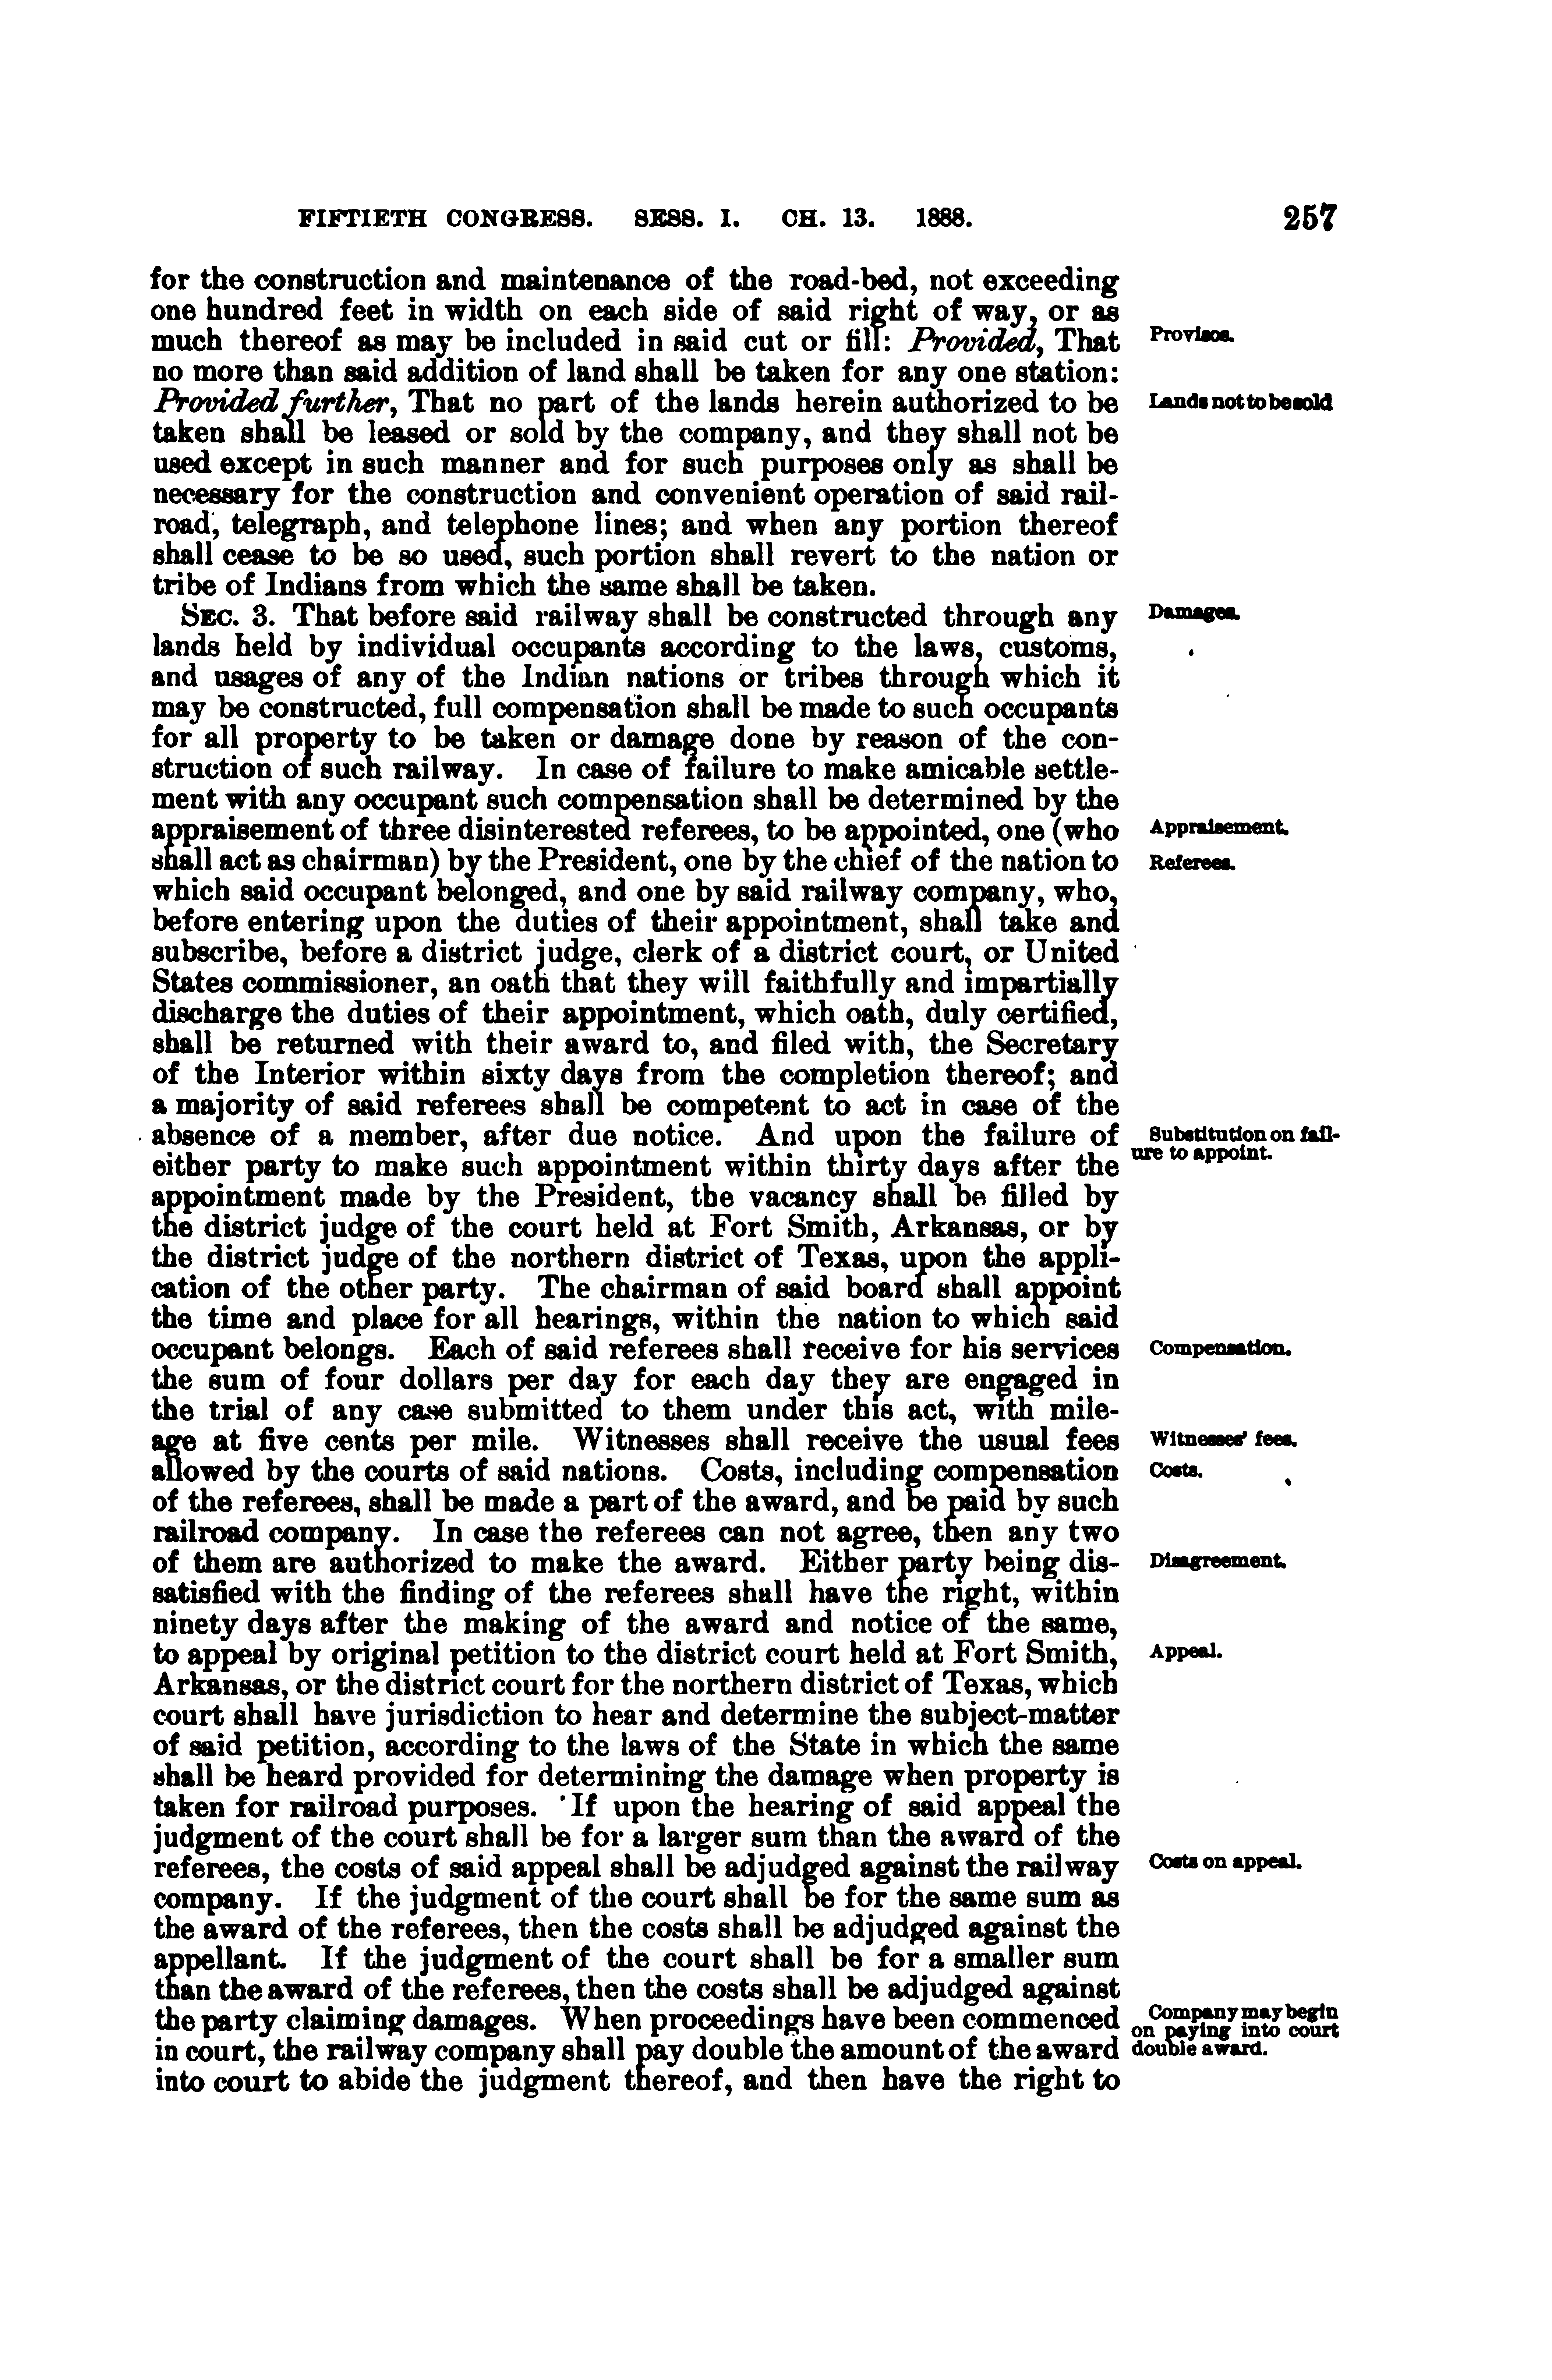 FIFTIETH CONGRESS. SESS. I. CH. 13. 1888. 257
for the construction and maintenance of the road-bed, not exceeding
one hundred feet in width on each side of said right of way, or as
much thereof as may be included in said cut or fill: Provided, That
Provisos.
no more than said addition of land shall be taken for any one station:
Provided further, That no part of the lands herein authorized to be
Lands not to be sold
taken shall be leased or sold by the company, and they shall not be
used except in such manner and for such purposes only as shall be
necessary for the construction and convenient operation of said rail-
road, telegraph, and telephone lines; and when any portion thereof
shall cease to be so used, such portion shall revert to the nation or
tribe of Indians from which the same shall be taken.
SEC. 3. That before said railway shall be constructed through any
Damages.
lands held by individual occupants according to the laws, customs,
and usages of any of the Indian nations or tribes through which it
may be constructed, full compensation shall be made to such occupants
for all property to be taken or damage done by reason of the con-
struction of such railway. In case of failure to make amicable settle-
ment with any occupant such compensation shall be determined by the
appraisement of three disinterested referees, to be appointed, one (who
Appraisement.
shall act as chairman) by the President, one by the chief of the nation to
Referees.
which said occupant belonged, and one by said railway company, who,
before entering upon the duties of their appointment, shall take and
subscribe, before a district judge, clerk of a district court, or United
States commissioner, an oath that they will faithfully and impartially
discharge the duties of their appointment, which oath, duly certified,
shall be returned with their award to, and filed with, the Secretary
of the Interior within sixty days from the completion thereof; and
a majority of said referees shall be competent to act in case of the
absence of a member, after due notice. And upon the failure of
Substitution on fail-
ure to appoint.
either party to make such appointment within thirty days after the
appointment made by the President, the vacancy shall be filled by
the district judge of the court held at Fort Smith, Arkansas, or by
the district judge of the northern district of Texas, upon the appli-
cation of the other party. The chairman of said board shall appoint
the time and place for all hearings, within the nation to which said
occupant belongs. Each of said referees shall receive for his services
Compensation.
the sum of four dollars per day for each day they are engaged in
the trial of any case submitted to them under this act, with mile-
age at five cents per mile. Witnesses shall receive the usual fees
Witnesses' fees.
allowed by the courts of said nations. Costs, including compensation
Costs.
of the referees, shall be made a part of the award, and be paid by such
railroad company. In case the referees can not agree, then any two
of them are authorized to make the award. Either party being dis-
Disagreement.
satisfied with the finding of the referees shall have the right, within
ninety days after the making of the award and notice of the same,
to appeal by original petition to the district court held at Fort Smith,
Appeal.
Arkansas, or the district court for the northern district of Texas, which
court shall have jurisdiction to hear and determine the subject-matter
of said petition, according to the laws of the State in which the same
shall be heard provided for determining the damage when property is
taken for railroad purposes. If upon the hearing of said appeal the
judgment of the court shall be for a larger sum than the award of the
referees, the costs of said appeal shall be adjudged against the railway
Costs on appeal.
company. If the judgment of the court shall be for the same sum as
the award of the referees, then the costs shall be adjudged against the
appellant. If the judgment of the court shall be for a smaller sum
than the award of the referees, then the costs shall be adjudged against
the party claiming damages. When proceedings have been commenced
Company may begin
on paying into court
double award.
in court, the railway company shall pay double the amount of the award
into court to abide the judgment thereof, and then have the right to